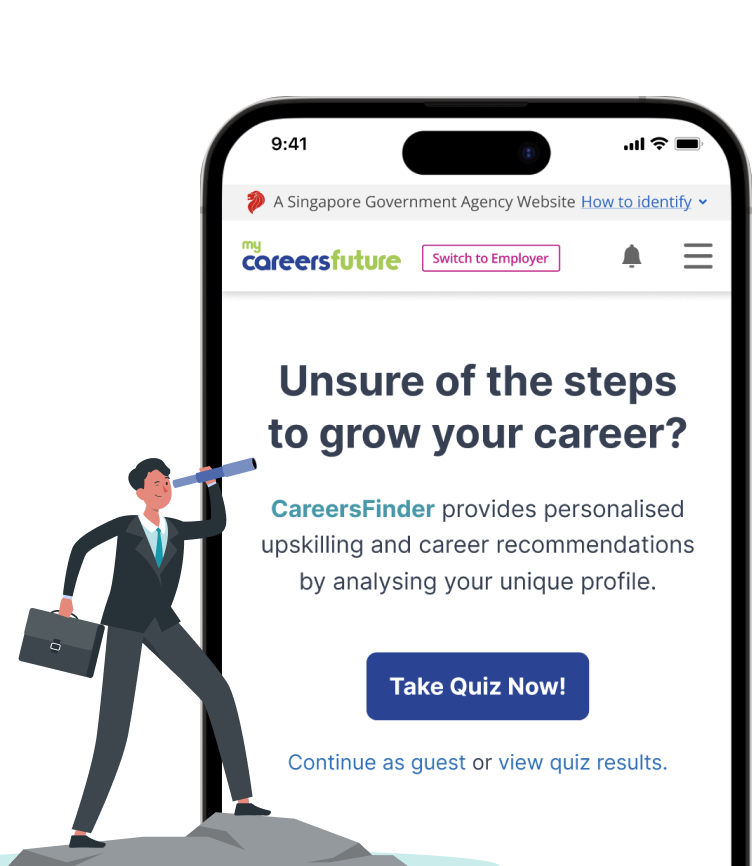 9:41
A Singapore Government Agency Website How to identify
my
careersfuture
Switch to Employer
Unsure of the steps
to grow your career?
CareersFinder provides personalised
upskilling and career recommendations
by analysing your unique profile.
Take Quiz Now!
Continue as guest or view quiz results.